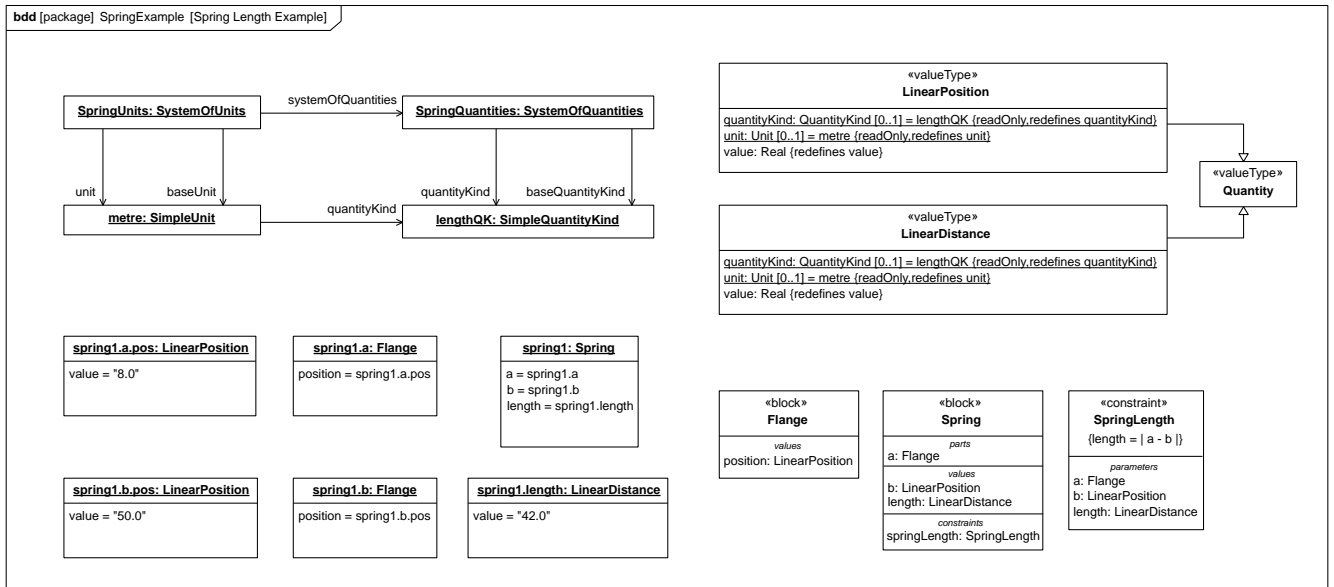 bdd [package] SpringExample [Spring Length Example]
SpringUnits: SystemOfUnits
systemOfQuantities
SpringQuantities: SystemOfQuantities
unit
baseUnit
quantityKind
baseQuantityKind
metre: SimpleUnit
quantityKind
lengthQK: SimpleQuantityKind
«valueType»
LinearPosition
quantityKind: QuantityKind [0..1] = lengthQK {readOnly,redefines quantityKind}
unit: Unit [0..1] = metre {readOnly,redefines unit}
value: Real {redefines value}
«valueType»
Quantity
«valueType»
LinearDistance
quantityKind: QuantityKind [0..1] = lengthQK {readOnly,redefines quantityKind}
unit: Unit [0..1] = metre {readOnly,redefines unit}
value: Real {redefines value}
spring1.a.pos: LinearPosition
value = "8.0"
spring1.a: Flange
position = spring1.a.pos
spring1: Spring
a = spring1.a
b = spring1.b
length = spring1.length
spring1.b.pos: LinearPosition
value = "50.0"
spring1.b: Flange
position = spring1.b.pos
spring1.length: LinearDistance
value = "42.0"
«block»
Flange
values
position: LinearPosition
«block»
Spring
parts
a: Flange
values
b: LinearPosition
length: LinearDistance
constraints
springLength: SpringLength
«constraint»
SpringLength
{length = | a - b |}
parameters
a: Flange
b: LinearPosition
length: LinearDistance